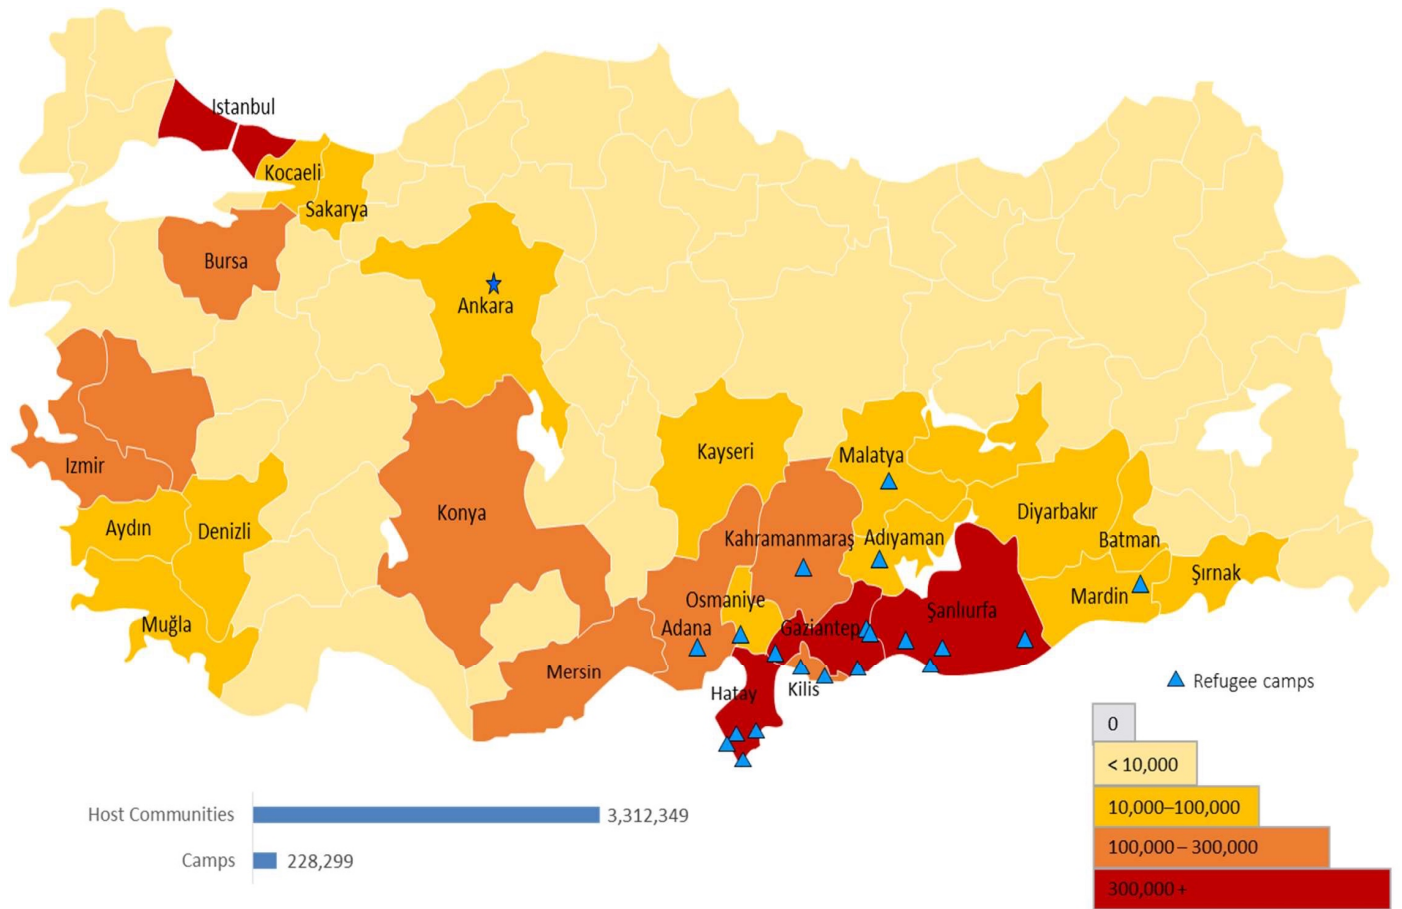 Istanbul
Kocaeli
Sakarya
Bursa
Ankara
Izmir
Aydın
Denizli
Muğla
Konya
Mersin
Kayseri
Malatya
Kahramanmaraş
Adıyaman
Diyarbakır
Batman
Mardin
Şırnak
Osmaniye
Adana
Gaziantep
Şanlıurfa
Hatay
Kilis
Refugee camps
0
< 10,000
10,000–100,000
100,000 – 300,000
300,000 +
Host Communities 3,312,349
Camps 228,299